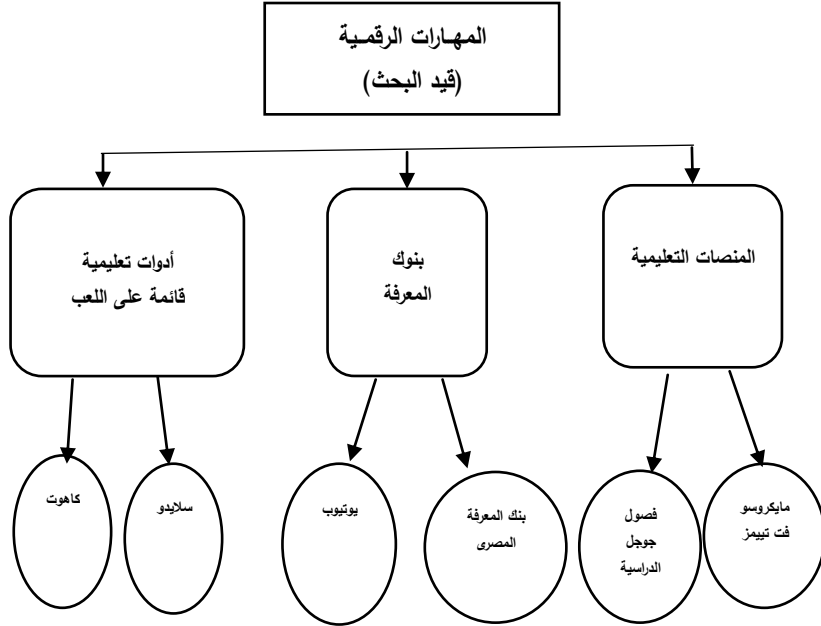 المهـارات الرقمـية
(قيد البحث)
المنصات التعليمية
بنوك
المعرفة
أدوات تعليمية
قائمة على اللعب
مايكروسو
فت تييمز
فصول
جوجل
الدراسية
بنك المعرفة
المصرى
يوتيوب
سلايدو
كاهوت